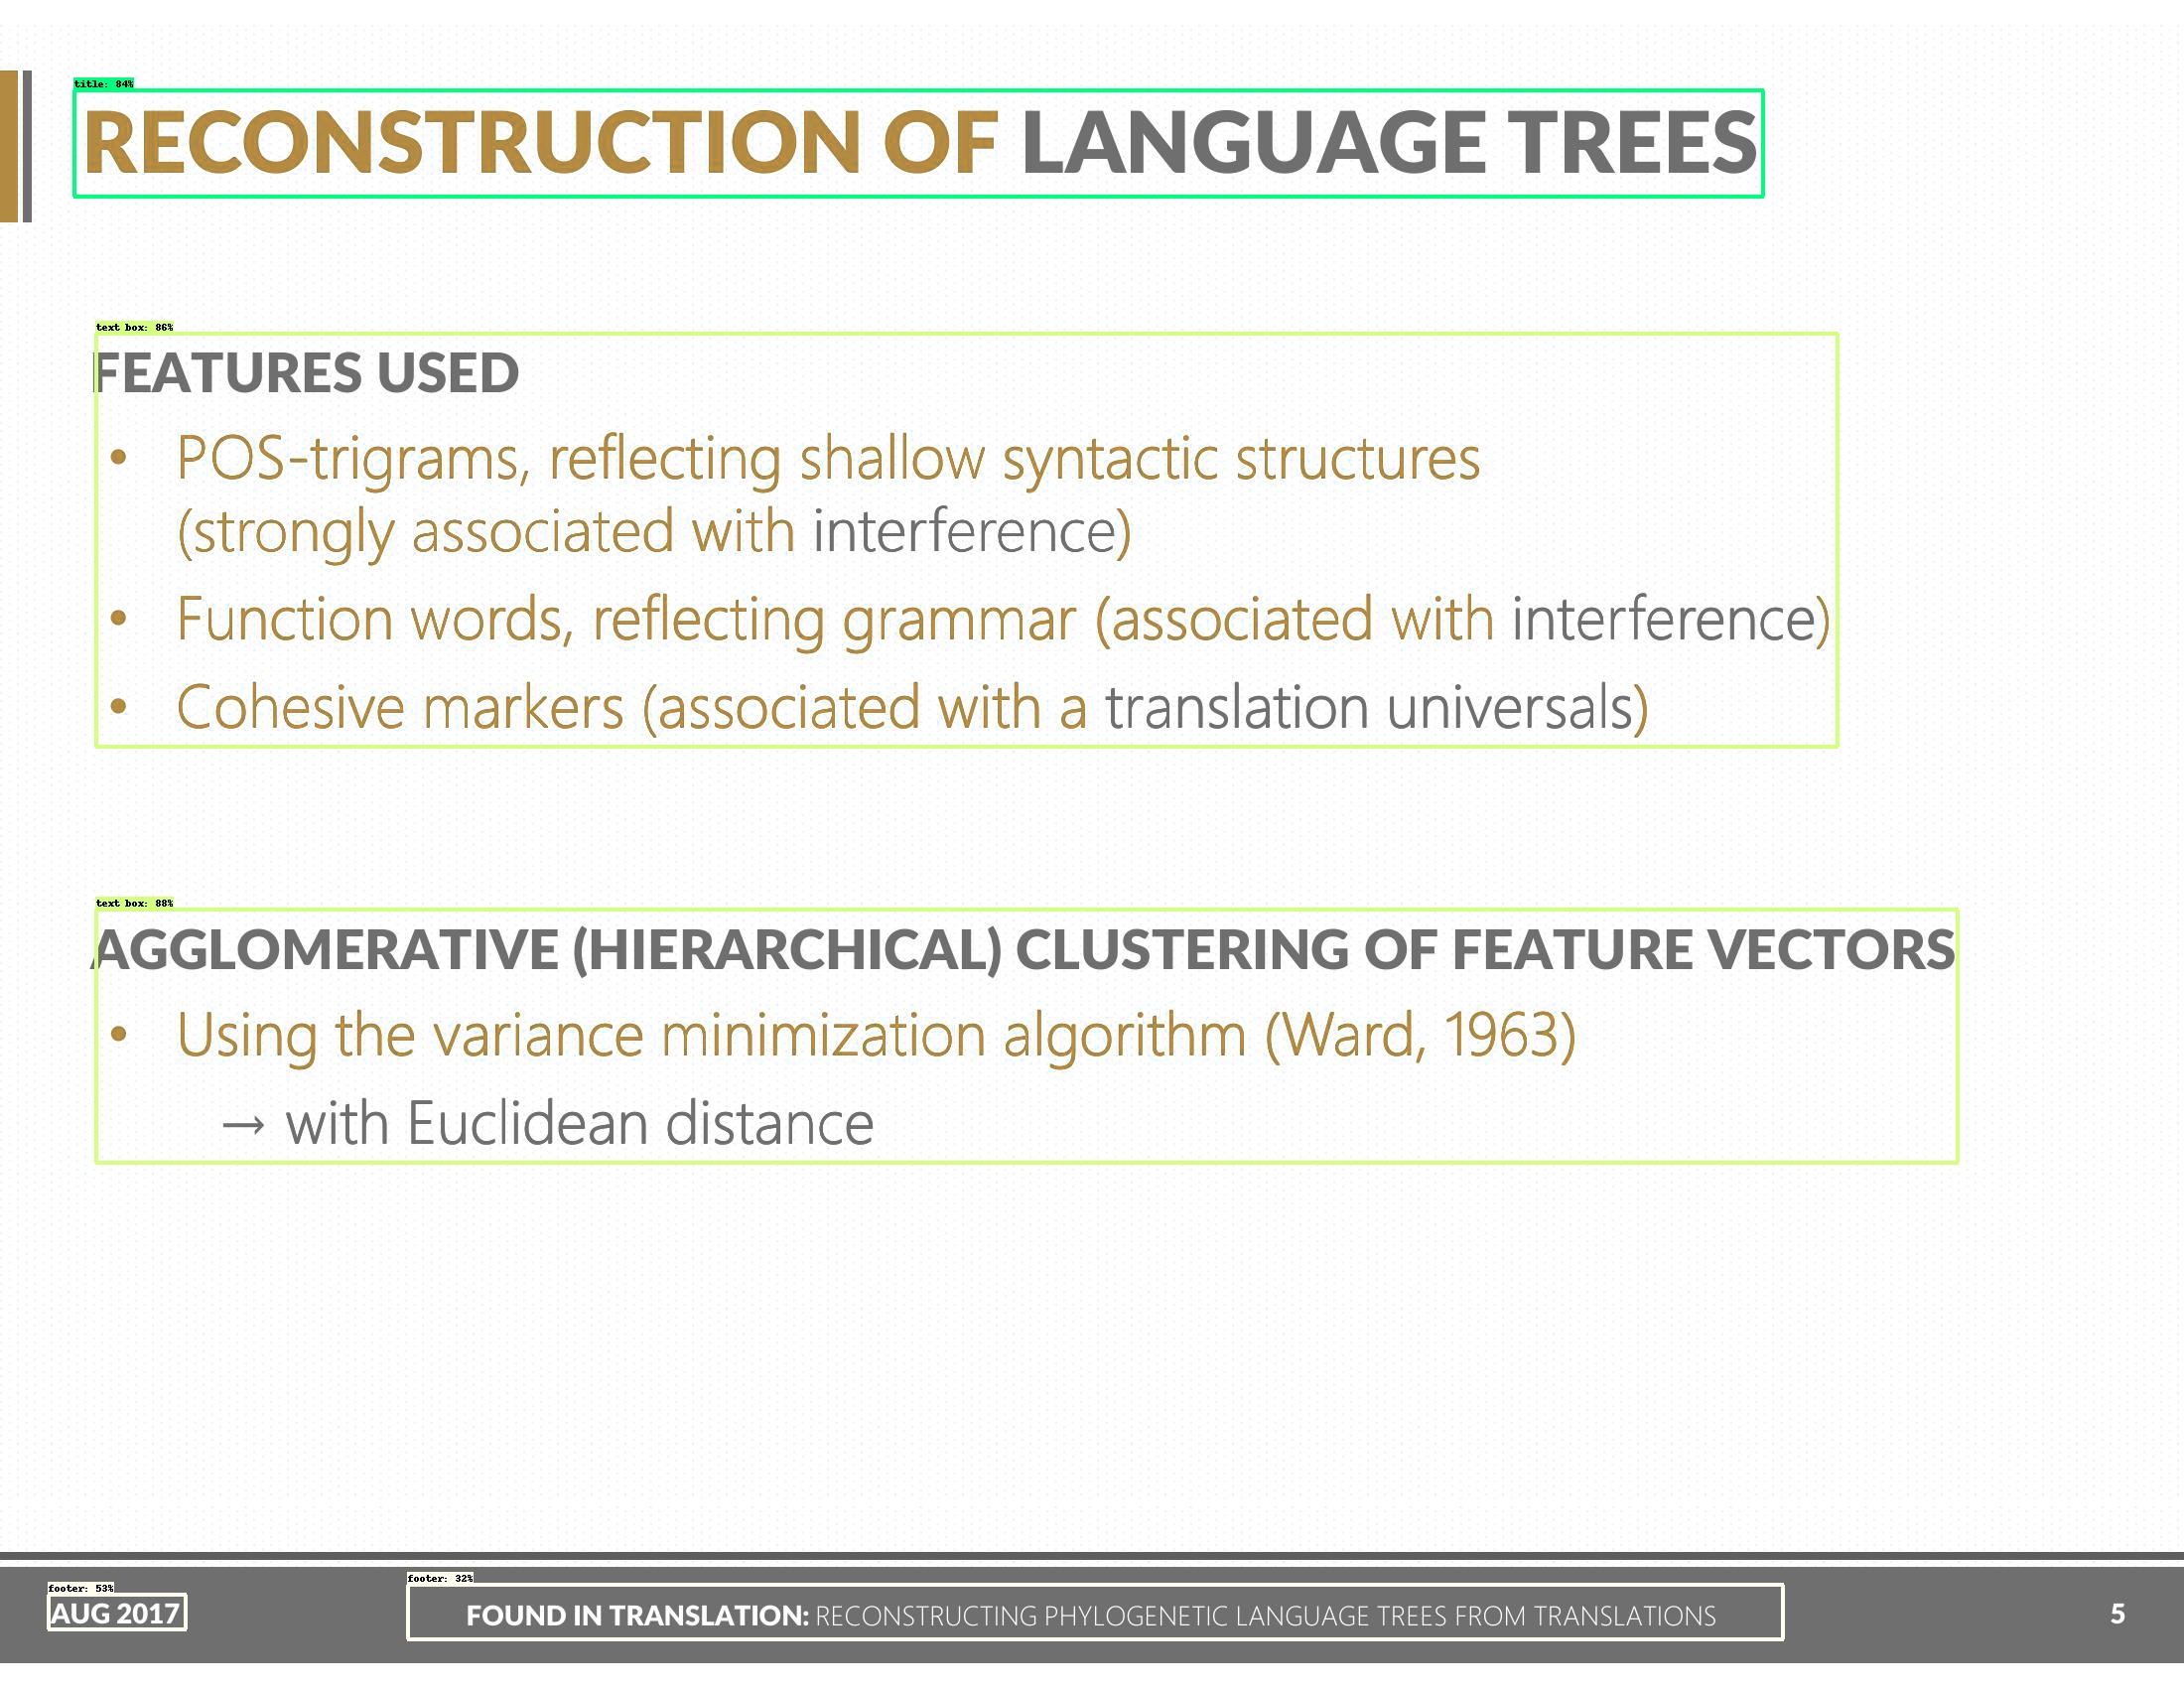 title: 84%
RECONSTRUCTION OF LANGUAGE TREES
text box: 86%
FEATURES USED
• POS-trigrams, reflecting shallow syntactic structures
(strongly associated with interference)
• Function words, reflecting grammar (associated with interference)
• Cohesive markers (associated with a translation universals)
text box: 88%
AGGLOMERATIVE (HIERARCHICAL) CLUSTERING OF FEATURE VECTORS
• Using the variance minimization algorithm (Ward, 1963)
→ with Euclidean distance
footer: 53%
AUG 2017
footer: 32%
FOUND IN TRANSLATION: RECONSTRUCTING PHYLOGENETIC LANGUAGE TREES FROM TRANSLATIONS
5